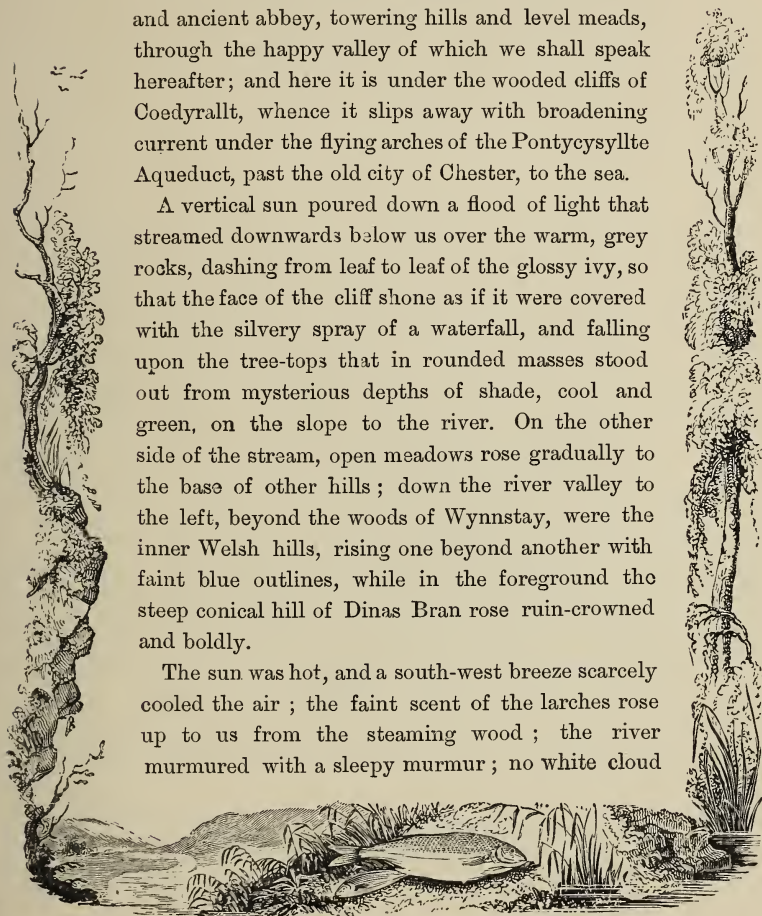 and ancient abbey, towering hills and level meads,
through the happy valley of which we shall speak
hereafter; and here it is under the wooded cliffs of
Coedyrallt, whence it slips away with broadening
current under the flying arches of the Pontycysyllte
Aqueduct, past the old city of Chester, to the sea.
A vertical sun poured down a flood of light that
streamed downwards below us over the warm, grey
rocks, dashing from leaf to leaf of the glossy ivy, so
that the face of the cliff shone as if it were covered
with the silvery spray of a waterfall, and falling
upon the tree-tops that in rounded masses stood
out from mysterious depths of shade, cool and
green, on the slope to the river. On the other
side of the stream, open meadows rose gradually to
the base of other hills; down the river valley to
the left, beyond the woods of Wynnstay, were the
inner Welsh hills, rising one beyond another with
faint blue outlines, while in the foreground the
steep conical hill of Dinas Bran rose ruin-crowned
and boldly.
The sun was hot, and a south-west breeze scarcely
cooled the air; the faint scent of the larches rose
up to us from the steaming wood; the river
murmured with a sleepy murmur; no white cloud